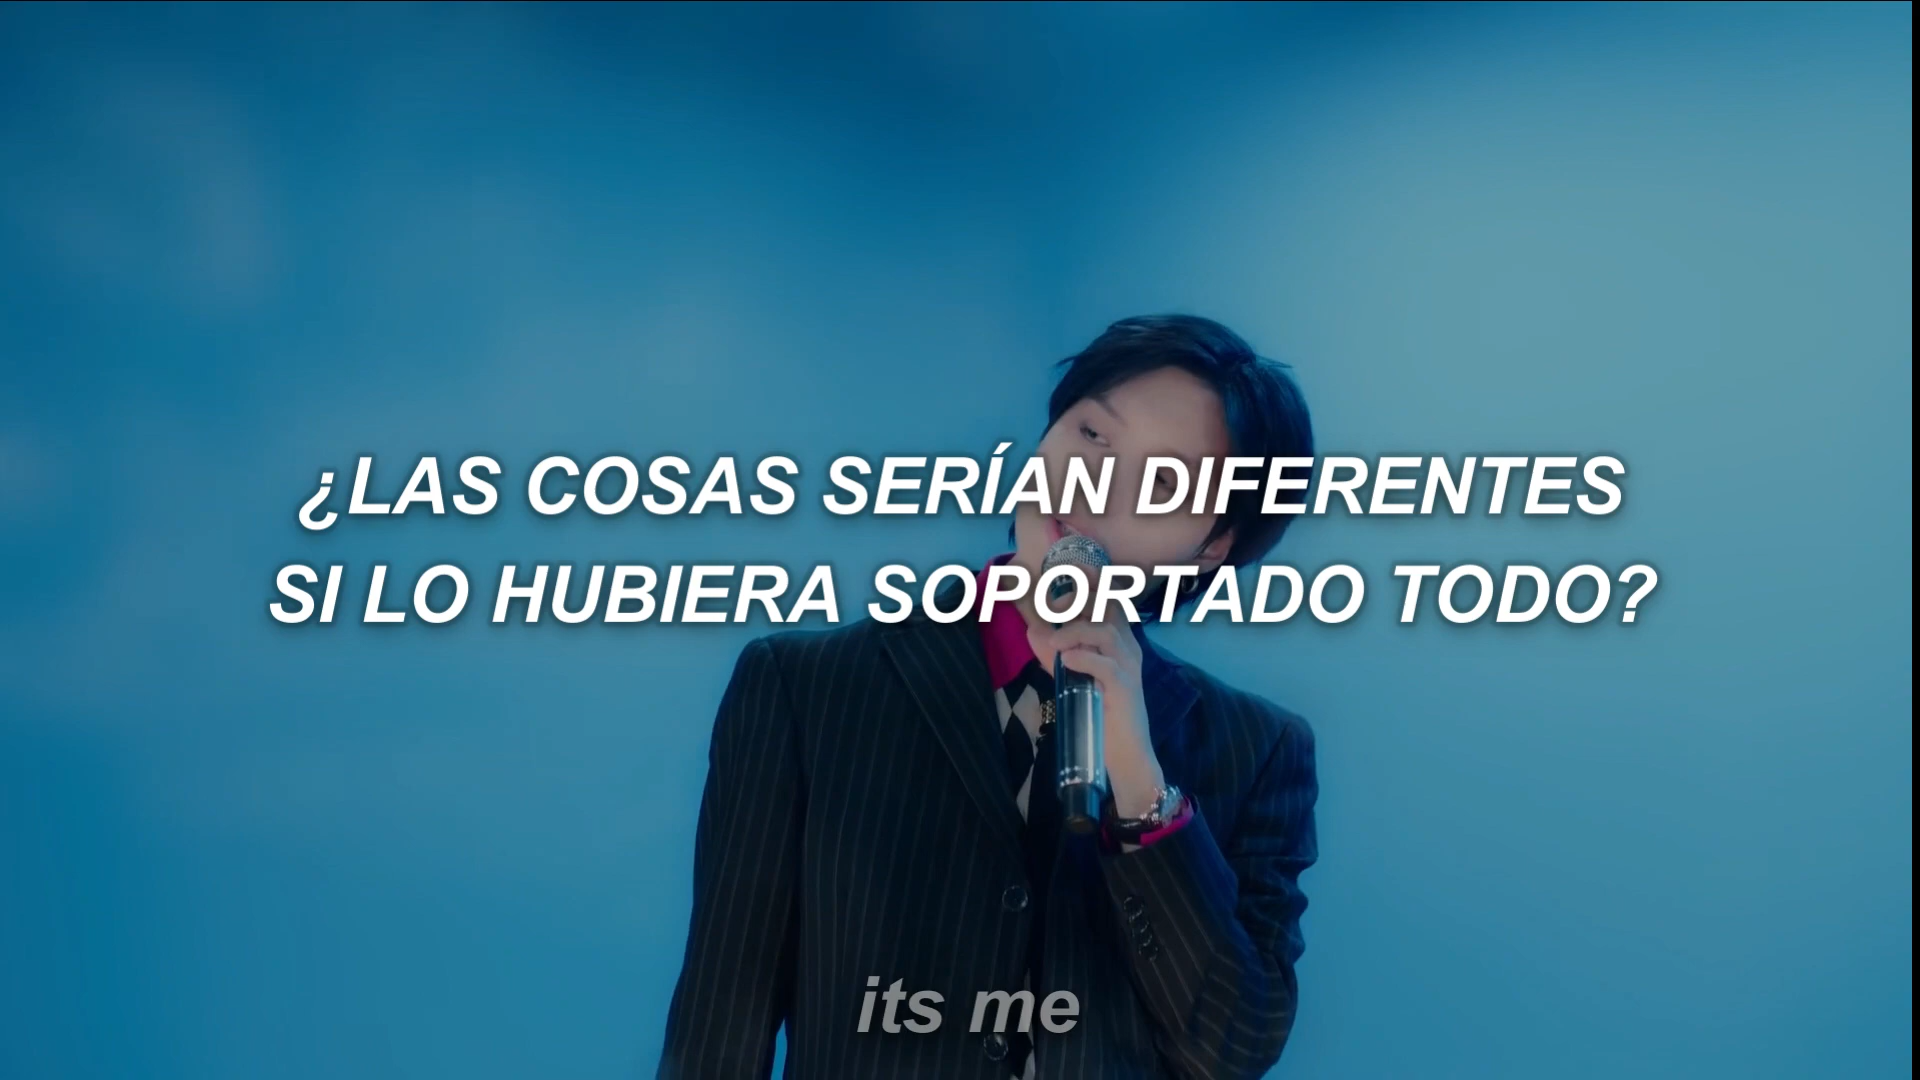 ¿LAS COSAS SERÍAN DIFERENTES
SI LO HUBIERA SOPORTADO TODO?
its me